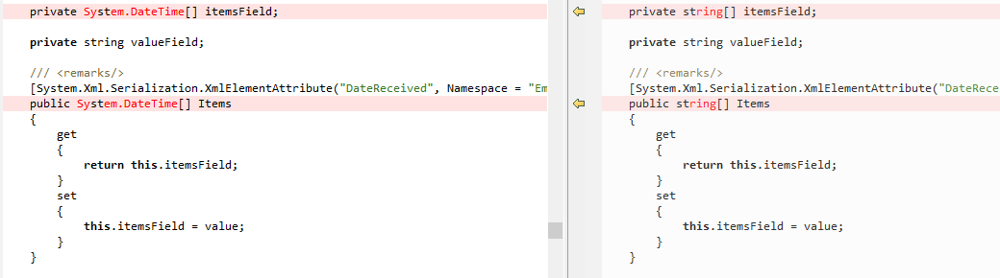 private System.DateTime[] itemsField;
private string valueField;
/// <remarks/>
[System.Xml.Serialization.XmlElementAttribute("DateReceived", Namespace = "Em
public System.DateTime[] Items
{
get
{
return this.itemsField;
}
set
{
this.itemsField = value;
}
}
private string[] itemsField;
private string valueField;
/// <remarks/>
[System.Xml.Serialization.XmlElementAttribute("DateRece
public string[] Items
{
get
{
return this.itemsField;
}
set
{
this.itemsField = value;
}
}